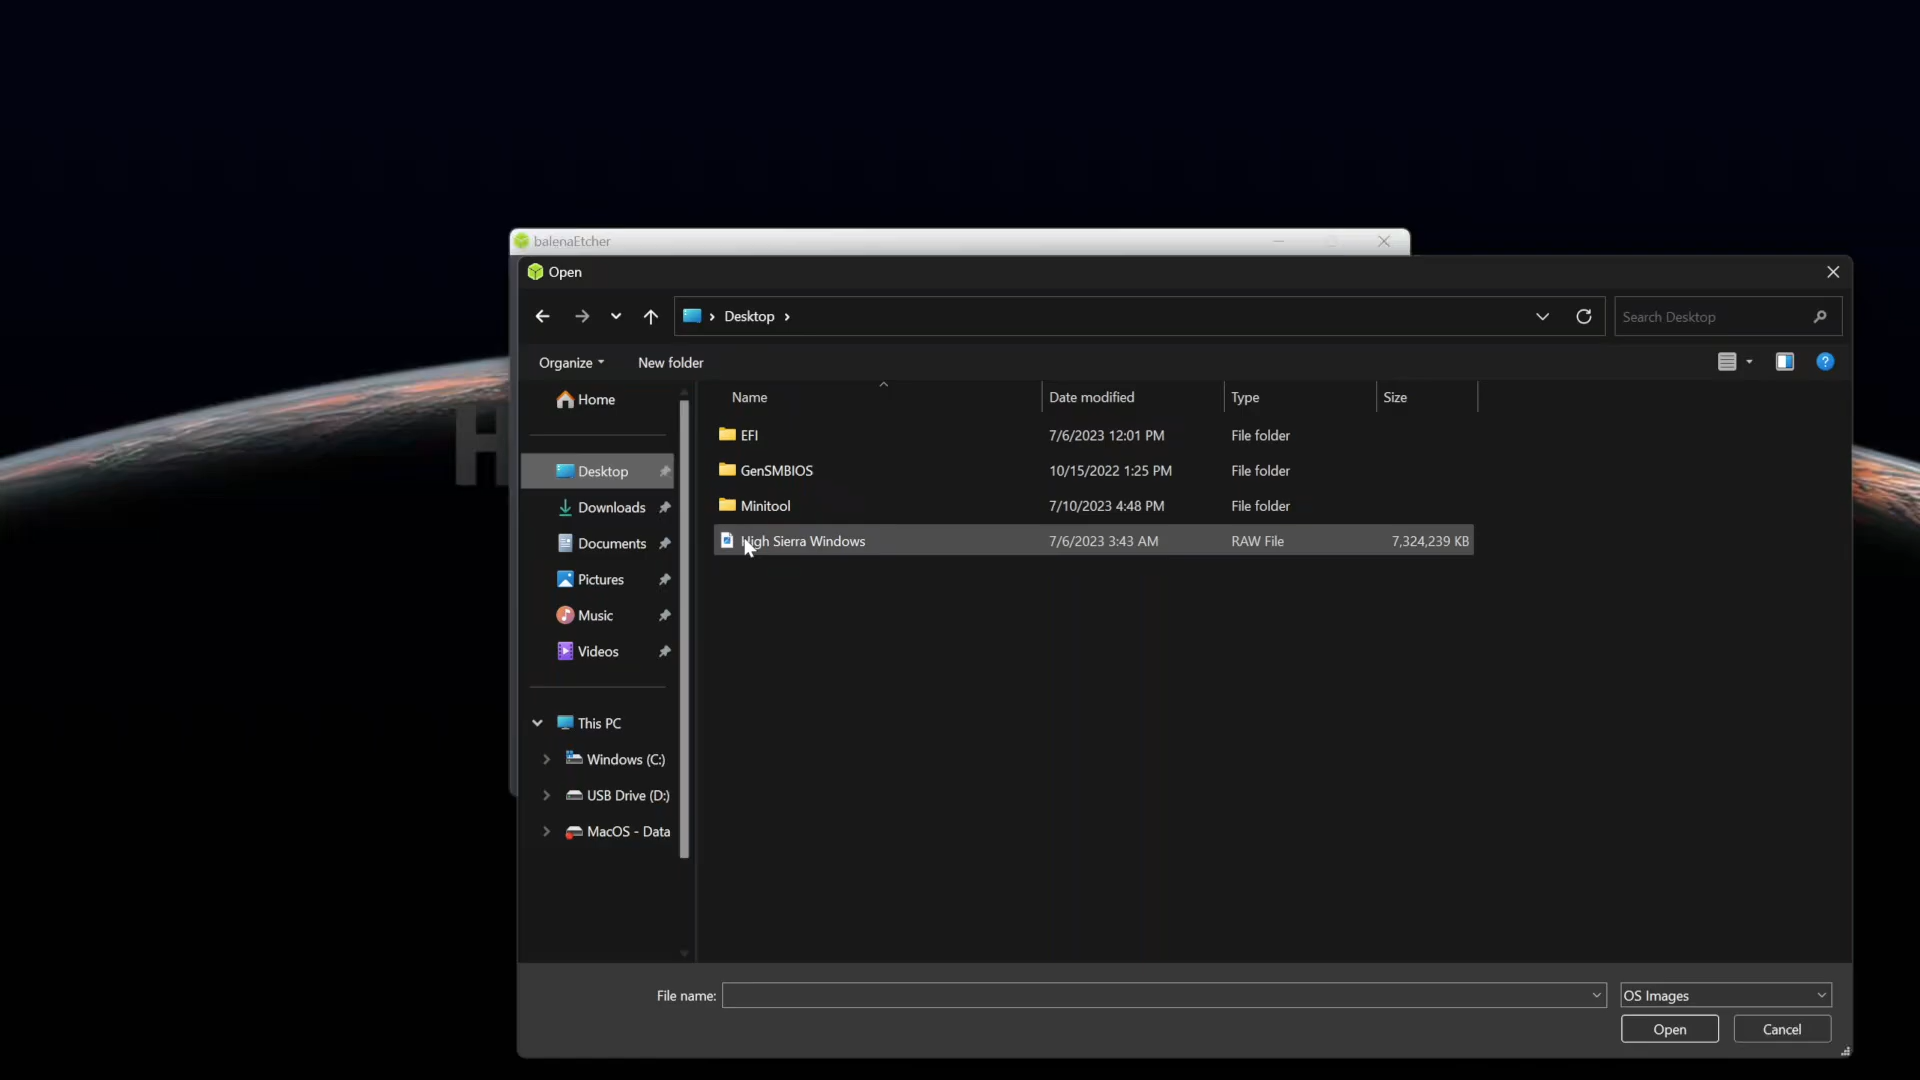 balenaEtcher
Open
Desktop
Search Desktop
Organize
New folder
Home
Desktop
Downloads
Documents
Pictures
Music
Videos
This PC
Windows (C:)
USB Drive (D:)
MacOS - Data
Name Date modified Type Size
EFI 7/6/2023 12:01 PM File folder
GenSMBIOS 10/15/2022 1:25 PM File folder
Minitool 7/10/2023 4:48 PM File folder
High Sierra Windows 7/6/2023 3:43 AM RAW File 7,324,239 KB
File name:
OS Images
Open
Cancel